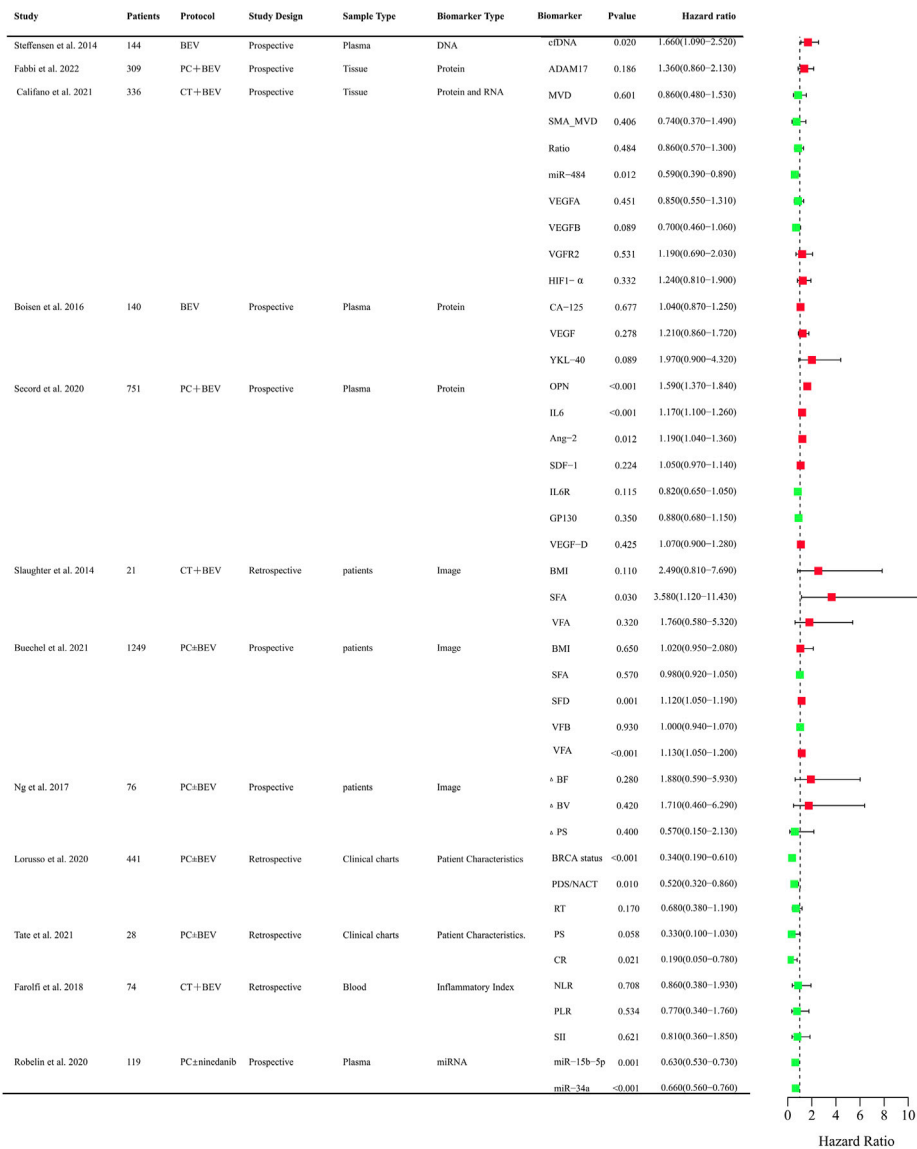 Study Patients Protocol Study Design Sample Type Biomarker Type Biomarker Pvalue Hazard ratio
Steffensen et al. 2014 144 BEV Prospective Plasma DNA cfDNA 0.020 1.660(1.090−2.520)
Fabbi et al. 2022 309 PC+BEV Prospective Tissue Protein ADAM17 0.186 1.360(0.860−2.130)
Califano et al. 2021 336 CT+BEV Prospective Tissue Protein and RNA MVD 0.601 0.860(0.480−1.530)
SMA_MVD 0.406 0.740(0.370−1.490)
Ratio 0.484 0.860(0.570−1.300)
miR−484 0.012 0.590(0.390−0.890)
VEGFA 0.451 0.850(0.550−1.310)
VEGFB 0.089 0.700(0.460−1.060)
VGFR2 0.531 1.190(0.690−2.030)
HIF1− α 0.332 1.240(0.810−1.900)
Boisen et al. 2016 140 BEV Prospective Plasma Protein CA−125 0.677 1.040(0.870−1.250)
VEGF 0.278 1.210(0.860−1.720)
YKL−40 0.089 1.970(0.900−4.320)
Secord et al. 2020 751 PC+BEV Prospective Plasma Protein OPN <0.001 1.590(1.370−1.840)
IL6 <0.001 1.170(1.100−1.260)
Ang−2 0.012 1.190(1.040−1.360)
SDF−1 0.224 1.050(0.970−1.140)
IL6R 0.115 0.820(0.650−1.050)
GP130 0.350 0.880(0.680−1.150)
VEGF−D 0.425 1.070(0.900−1.280)
Slaughter et al. 2014 21 CT+BEV Retrospective patients Image BMI 0.110 2.490(0.810−7.690)
SFA 0.030 3.580(1.120−11.430)
VFA 0.320 1.760(0.580−5.320)
Buechel et al. 2021 1249 PC±BEV Prospective patients Image BMI 0.650 1.020(0.950−2.080)
SFA 0.570 0.980(0.920−1.050)
SFD 0.001 1.120(1.050−1.190)
VFB 0.930 1.000(0.940−1.070)
VFA <0.001 1.130(1.050−1.200)
Ng et al. 2017 76 PC±BEV Prospective patients Image ▵ BF 0.280 1.880(0.590−5.930)
▵ BV 0.420 1.710(0.460−6.290)
▵ PS 0.400 0.570(0.150−2.130)
Lorusso et al. 2020 441 PC±BEV Retrospective Clinical charts Patient Characteristics BRCA status <0.001 0.340(0.190−0.610)
PDS/NACT 0.010 0.520(0.320−0.860)
RT 0.170 0.680(0.380−1.190)
Tate et al. 2021 28 PC±BEV Retrospective Clinical charts Patient Characteristics. PS 0.058 0.330(0.100−1.030)
CR 0.021 0.190(0.050−0.780)
Farolfi et al. 2018 74 CT+BEV Retrospective Blood Inflammatory Index NLR 0.708 0.860(0.380−1.930)
PLR 0.534 0.770(0.340−1.760)
SII 0.621 0.810(0.360−1.850)
Robelin et al. 2020 119 PC±ninedanib Prospective Plasma miRNA miR−15b−5p 0.001 0.630(0.530−0.730)
miR−34a <0.001 0.660(0.560−0.760)
0 2 4 6 8 10
Hazard Ratio